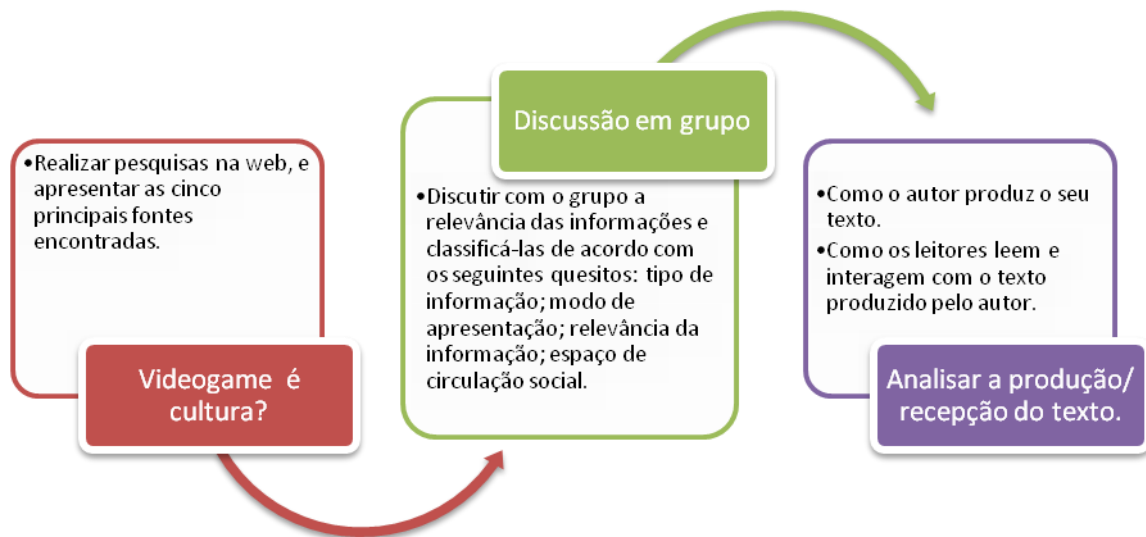 •Realizar pesquisas na web, e
apresentar as cinco
principais fontes
encontradas.
Videogame é
cultura?
Discussão em grupo
•Discutir com o grupo a
relevância das informações e
classificá-las de acordo com
os seguintes quesitos: tipo de
informação; modo de
apresentação; relevância da
informação; espaço de
circulação social.
•Como o autor produz o seu
texto.
•Como os leitores leem e
interagem com o texto
produzido pelo autor.
Analisar a produção/
recepção do texto.